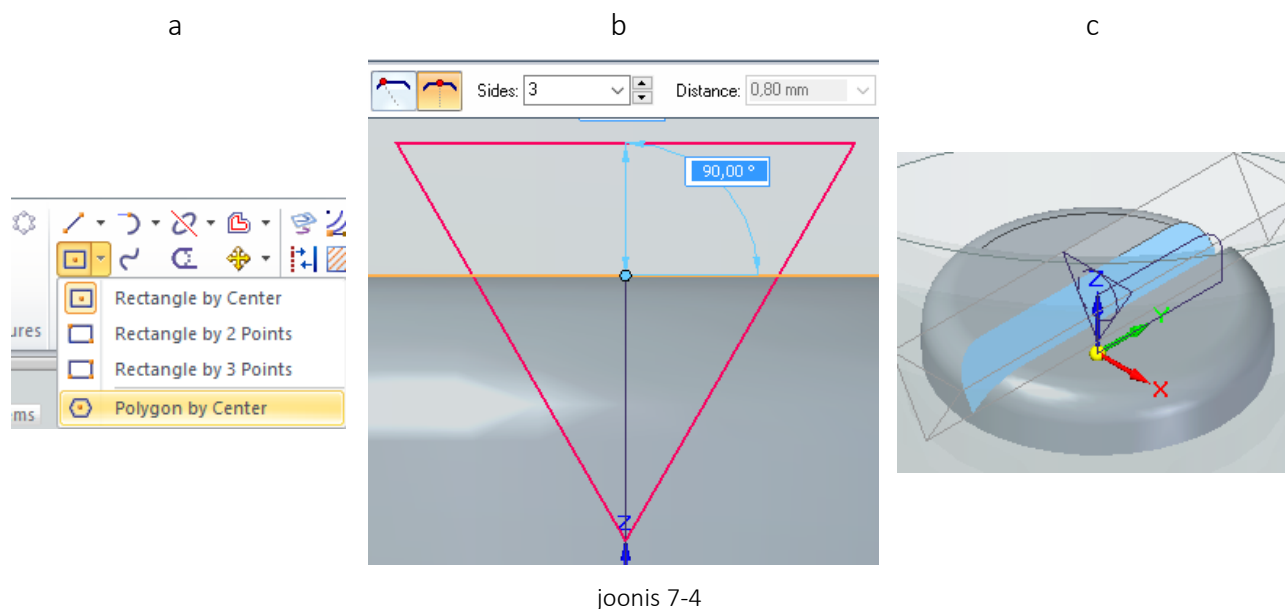 a
b
c
Sides: 3
Distance: 0,80 mm
90,00 °
Z
ures
Rectangle by Center
Rectangle by 2 Points
Rectangle by 3 Points
ems
Polygon by Center
Z
Y
X
joonis 7-4